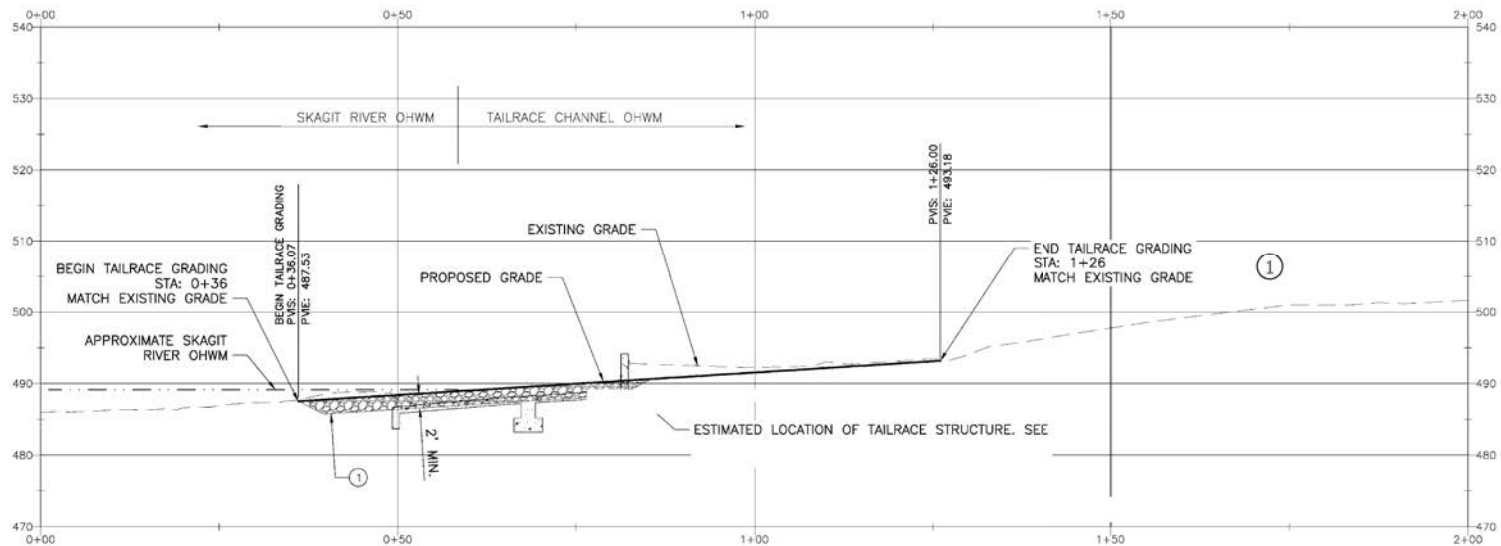 0+00 0+50 1+00 1+50 2+00
540 540
530 530
SKAGIT RIVER OHWM TAILRACE CHANNEL OHWM
520 520
BEGIN TAILRACE GRADING
PVIS: 0+36.07
PVIE: 487.53
PVIS: 1+26.00
PVIE: 493.18
510 510
EXISTING GRADE
END TAILRACE GRADING
STA: 1+26
MATCH EXISTING GRADE
1
BEGIN TAILRACE GRADING
STA: 0+36
MATCH EXISTING GRADE
PROPOSED GRADE
500 500
APPROXIMATE SKAGIT
RIVER OHWM
490 490
ESTIMATED LOCATION OF TAILRACE STRUCTURE. SEE
2' MIN.
480 480
1
470 470
0+00 0+50 1+00 1+50 2+00